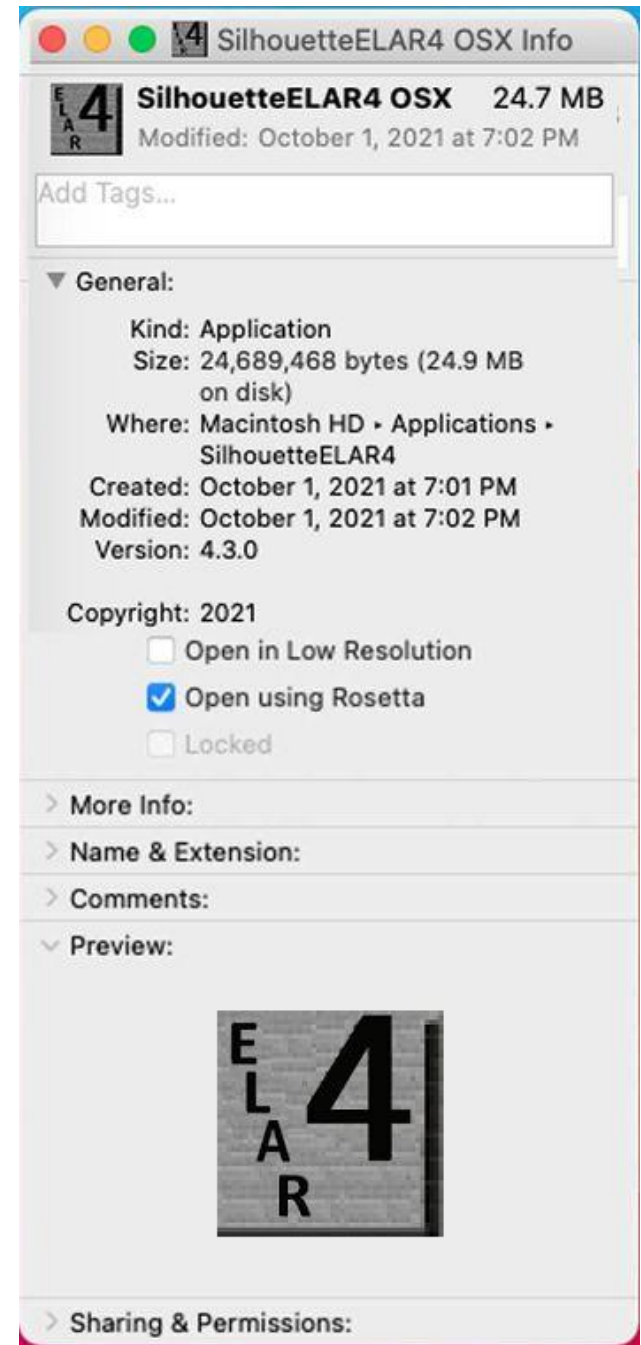 SilhouetteELAR4 OSX Info
SilhouetteELAR4 OSX 24.7 MB
Modified: October 1, 2021 at 7:02 PM
Add Tags...
General:
Kind: Application
Size: 24,689,468 bytes (24.9 MB
on disk)
Where: Macintosh HD ▸ Applications ▸
SilhouetteELAR4
Created: October 1, 2021 at 7:01 PM
Modified: October 1, 2021 at 7:02 PM
Version: 4.3.0
Copyright: 2021
Open in Low Resolution
Open using Rosetta
Locked
More Info:
Name & Extension:
Comments:
Preview:
ELAR 4
Sharing & Permissions: